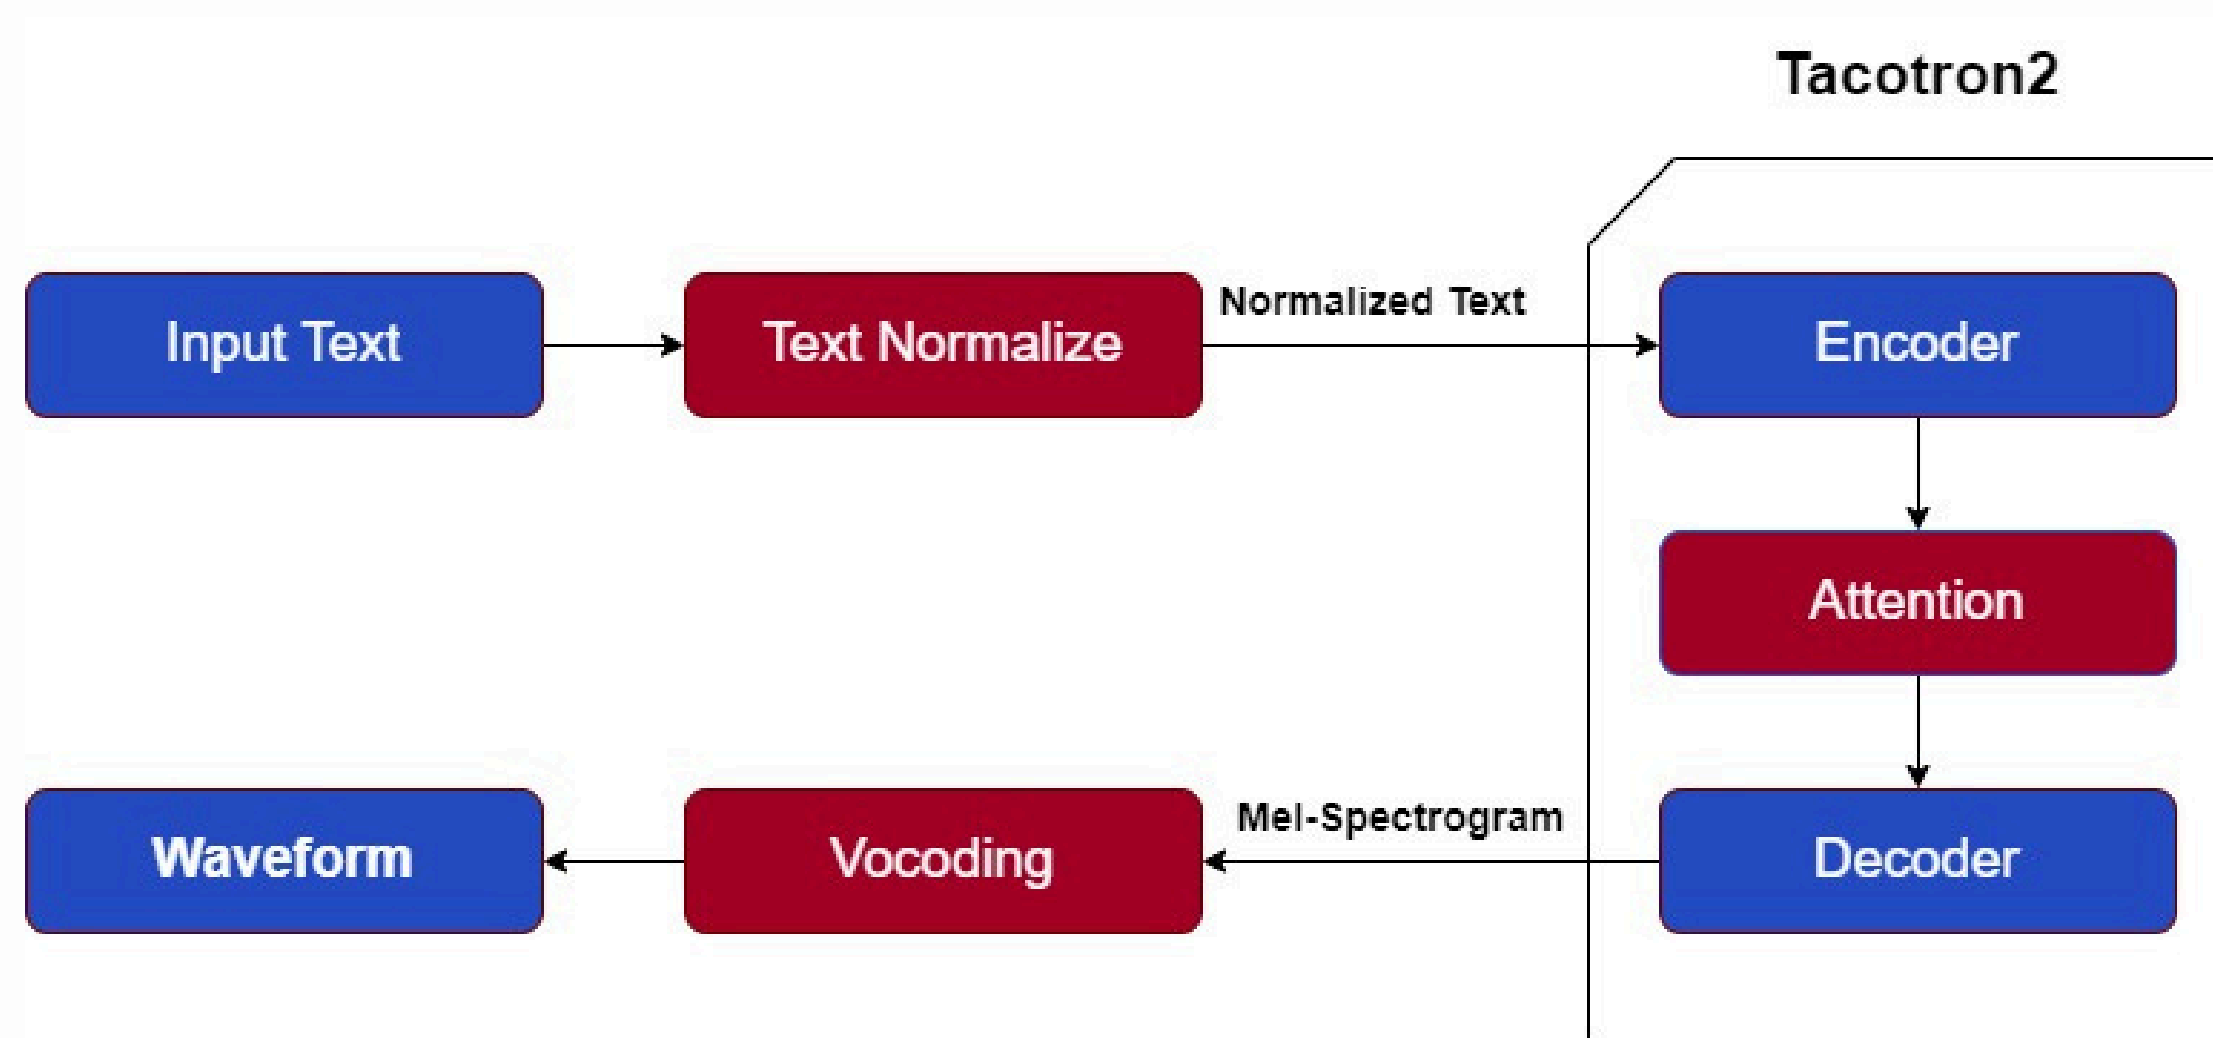 Tacotron2
Input Text
Text Normalize
Normalized Text
Encoder
Attention
Waveform
Vocoding
Mel-Spectrogram
Decoder